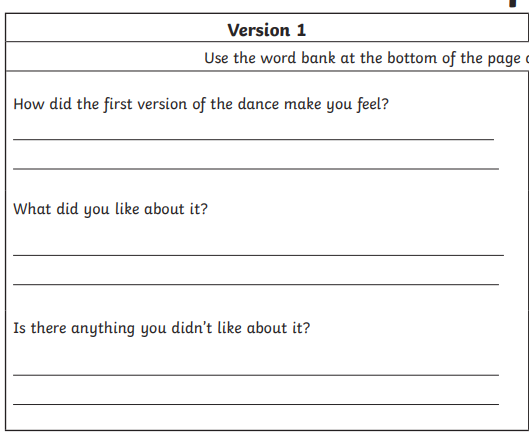 Version 1
Use the word bank at the bottom of the page
How did the first version of the dance make you feel?
What did you like about it?
Is there anything you didn't like about it?